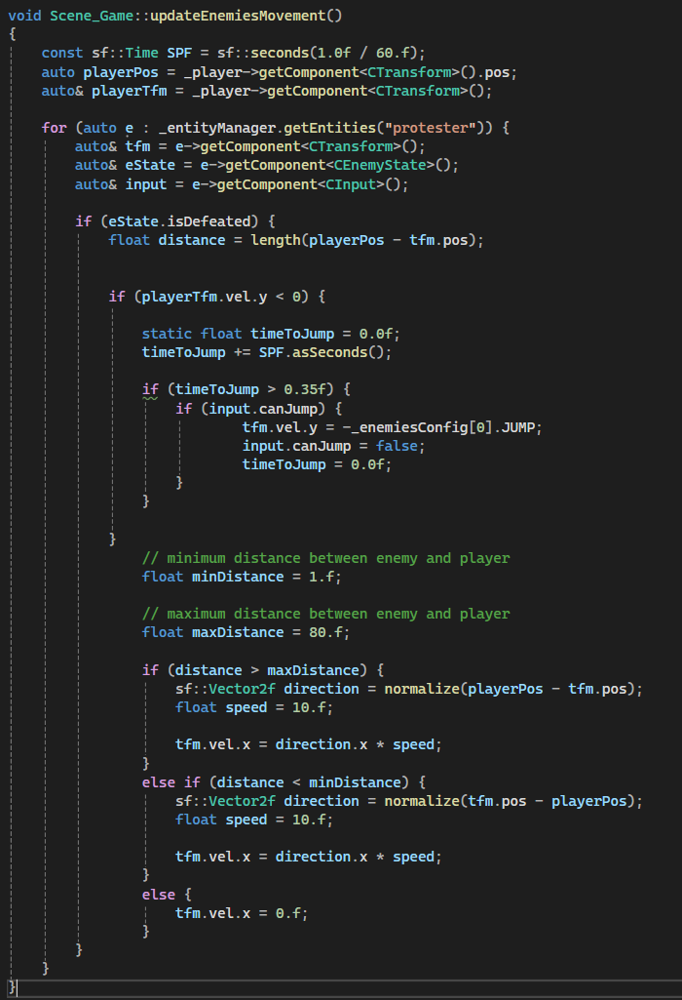 void Scene_Game::updateEnemiesMovement()
{
    const sf::Time SPF = sf::seconds(1.0f / 60.f);
    auto playerPos = _player->getComponent<CTransform>().pos;
    auto& playerTfm = _player->getComponent<CTransform>();

    for (auto e : _entityManager.getEntities("protester")) {
        auto& tfm = e->getComponent<CTransform>();
        auto& eState = e->getComponent<CEnemyState>();
        auto& input = e->getComponent<CInput>();

        if (eState.isDefeated) {
            float distance = length(playerPos - tfm.pos);


            if (playerTfm.vel.y < 0) {

                static float timeToJump = 0.0f;
                timeToJump += SPF.asSeconds();

                if (timeToJump > 0.35f) {
                    if (input.canJump) {
                            tfm.vel.y = -_enemiesConfig[0].JUMP;
                            input.canJump = false;
                            timeToJump = 0.0f;
                    }
                }

            }
                // minimum distance between enemy and player
                float minDistance = 1.f;

                // maximum distance between enemy and player
                float maxDistance = 80.f;

                if (distance > maxDistance) {
                    sf::Vector2f direction = normalize(playerPos - tfm.pos);
                    float speed = 10.f;

                    tfm.vel.x = direction.x * speed;
                }
                else if (distance < minDistance) {
                    sf::Vector2f direction = normalize(tfm.pos - playerPos);
                    float speed = 10.f;

                    tfm.vel.x = direction.x * speed;
                }
                else {
                    tfm.vel.x = 0.f;
                }
        }
    }
}